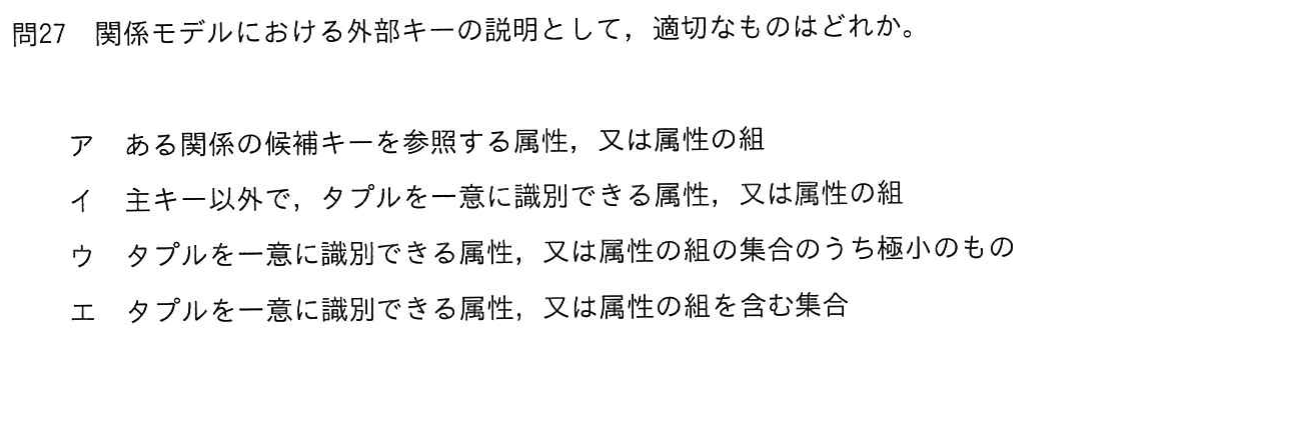 問27　関係モデルにおける外部キーの説明として，適切なものはどれか。
ア　ある関係の候補キーを参照する属性，又は属性の組
イ　主キー以外で，タプルを一意に識別できる属性，又は属性の組
ウ　タプルを一意に識別できる属性，又は属性の組の集合のうち極小のもの
エ　タプルを一意に識別できる属性，又は属性の組を含む集合